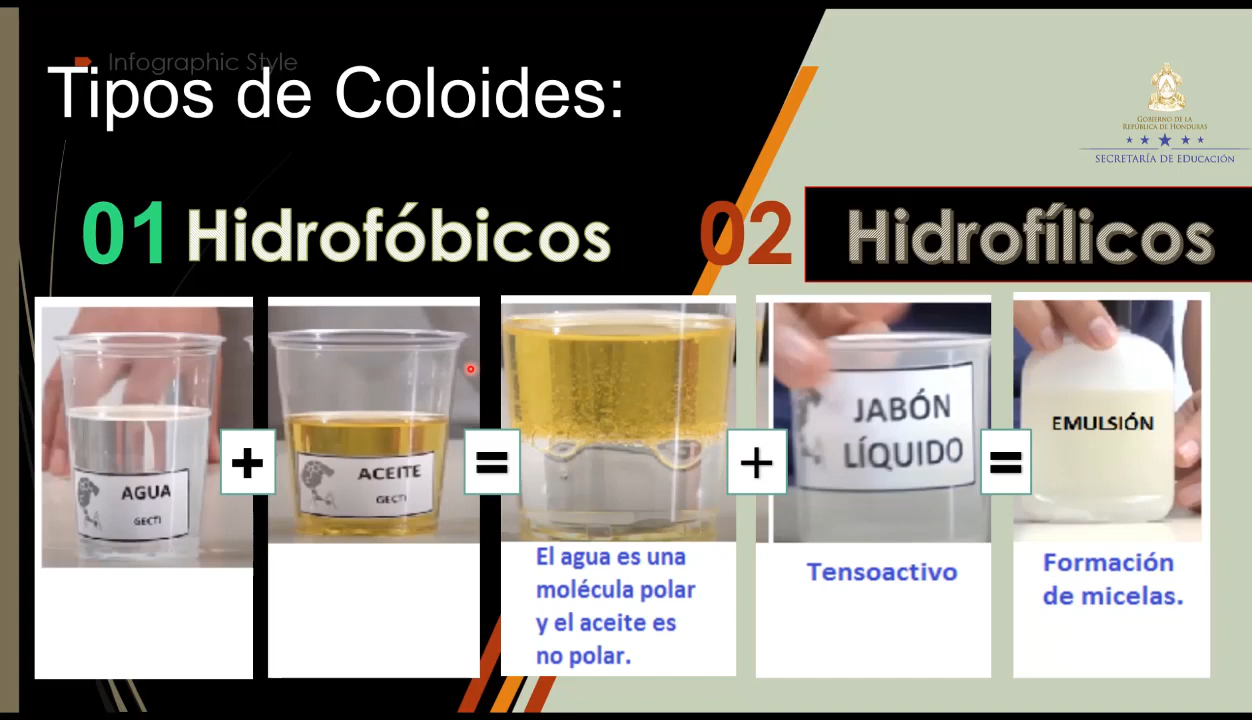 Infographic Style
Tipos de Coloides:
GOBIERNO DE LA
REPÚBLICA DE HONDURAS
SECRETARÍA DE EDUCACIÓN
01 Hidrofóbicos
02 Hidrofílicos
AGUA
GECTI
+
ACEITE
GECTI
=
El agua es una
molécula polar
y el aceite es
no polar.
+
JABÓN
LÍQUIDO
Tensoactivo
=
EMULSIÓN
Formación
de micelas.